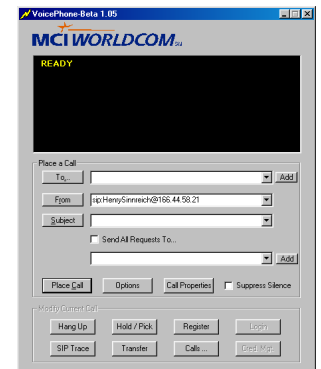 VoicePhone-Beta 1.05
MCI WORLDCOM SM
READY
Place a Call
To,..
Add
From
sip:HenrySinnreich@166.44.58.21
Subject
Send All Requests To...
Add
Place Call
Options
Call Properties
Suppress Silence
Modify Current Call
Hang Up
Hold / Pick
Register
Login
SIP Trace
Transfer
Calls ...
Cred. Mgt.